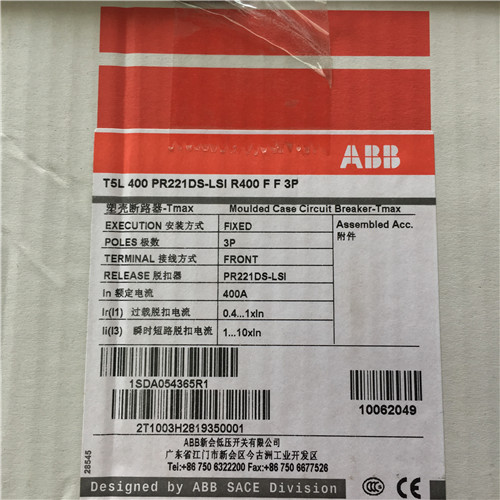 ABB
T5L 400 PR221DS-LSI R400 F F 3P
塑壳断路器-Tmax Moulded Case Circuit Breaker-Tmax
EXECUTION 安装方式 FIXED Assembled Acc.
POLES 极数 3P 附件
TERMINAL 接线方式 FRONT
RELEASE 脱扣器 PR221DS-LSI
In 额定电流 400A
Ir(I1) 过载脱扣电流 0.4...1xIn
Ii(I3) 瞬时短路脱扣电流 1...10xIn
1SDA054365R1
10062049
2T1003H2819350001
ABB新会低压开关有限公司
广东省江门市新会区今古洲工业开发区
Tel:+86 750 6322200 Fax:+86 750 6677526
28545
Designed by ABB SACE Division